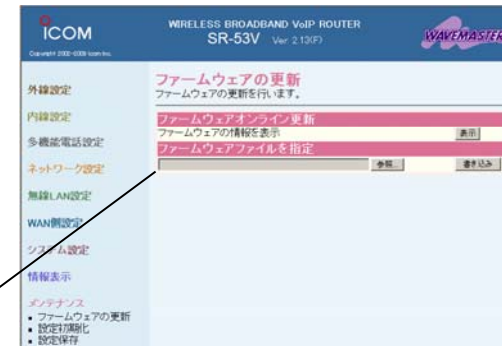 ICOM
WIRELESS BROADBAND VoIP ROUTER
SR-53V Ver 2.13(F)
WAVEMASTER
外線設定
内線設定
多機能電話設定
ネットワーク設定
無線LAN設定
WAN側設定
システム設定
情報表示
メンテナンス
・ファームウェアの更新
・設定初期化
・設定保存
ファームウェアの更新
ファームウェアの更新を行います。
ファームウェアオンライン更新
ファームウェアの情報を表示 表示
ファームウェアファイルを指定
参照... 書き込み